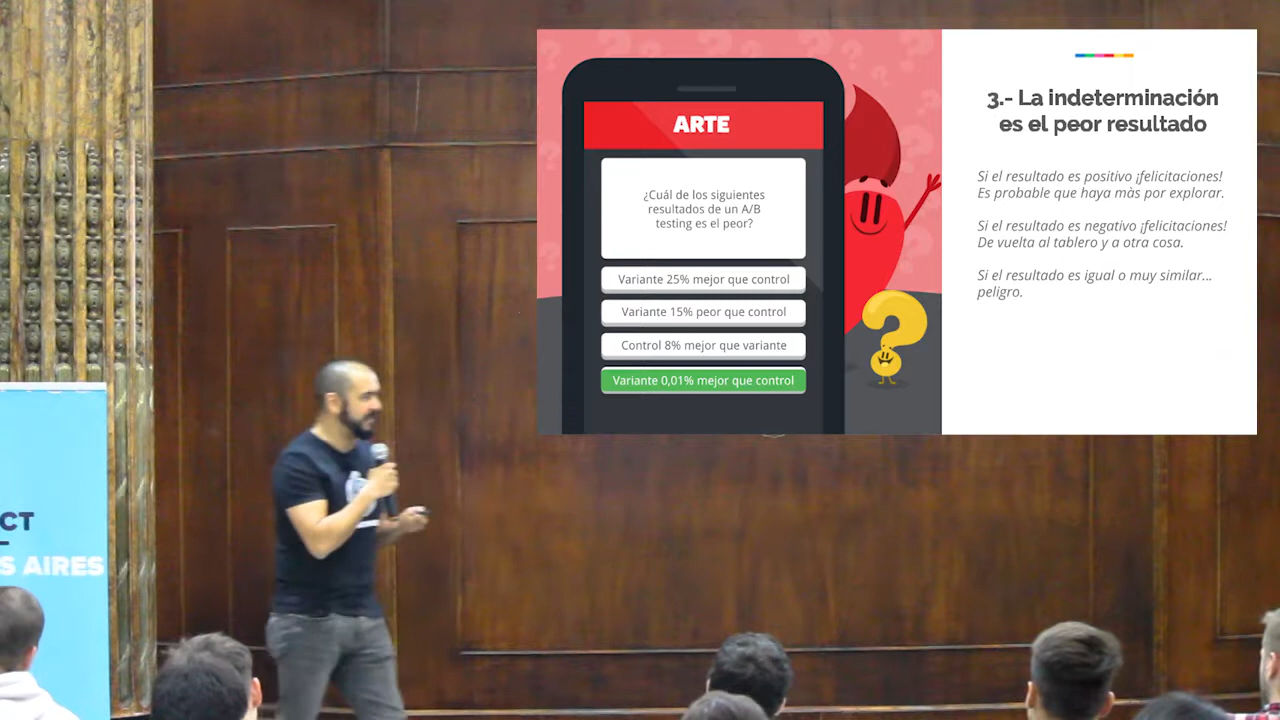 ARTE
¿Cuál de los siguientes
resultados de un A/B
testing es el peor?
Variante 25% mejor que control
Variante 15% peor que control
Control 8% mejor que variante
Variante 0,01% mejor que control
3.- La indeterminación
es el peor resultado
Si el resultado es positivo ¡felicitaciones!
Es probable que haya màs por explorar.
Si el resultado es negativo ¡felicitaciones!
De vuelta al tablero y a otra cosa.
Si el resultado es igual o muy similar...
peligro.
CT
S AIRES